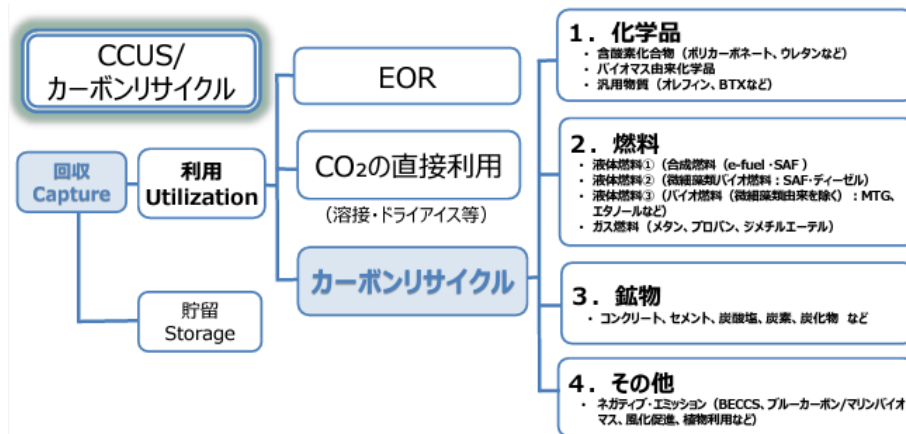 CCUS/
カーボンリサイクル
回収
Capture
利用
Utilization
貯留
Storage
EOR
CO₂の直接利用
（溶接・ドライアイス等）
カーボンリサイクル
1．化学品
・ 含酸素化合物（ポリカーボネート、ウレタンなど）
・ バイオマス由来化学品
・ 汎用物質（オレフィン、BTXなど）
2．燃料
・ 液体燃料①（合成燃料（e-fuel・SAF ）
・ 液体燃料②（微細藻類バイオ燃料：SAF・ディーゼル）
・ 液体燃料③（バイオ燃料（微細藻類由来を除く）：MTG、
エタノールなど）
・ ガス燃料（メタン、プロパン、ジメチルエーテル）
3．鉱物
・ コンクリート、セメント、炭酸塩、炭素、炭化物 など
4．その他
・ ネガティブ・エミッション（BECCS、ブルーカーボン/マリンバイオ
マス、風化促進、植物利用など）